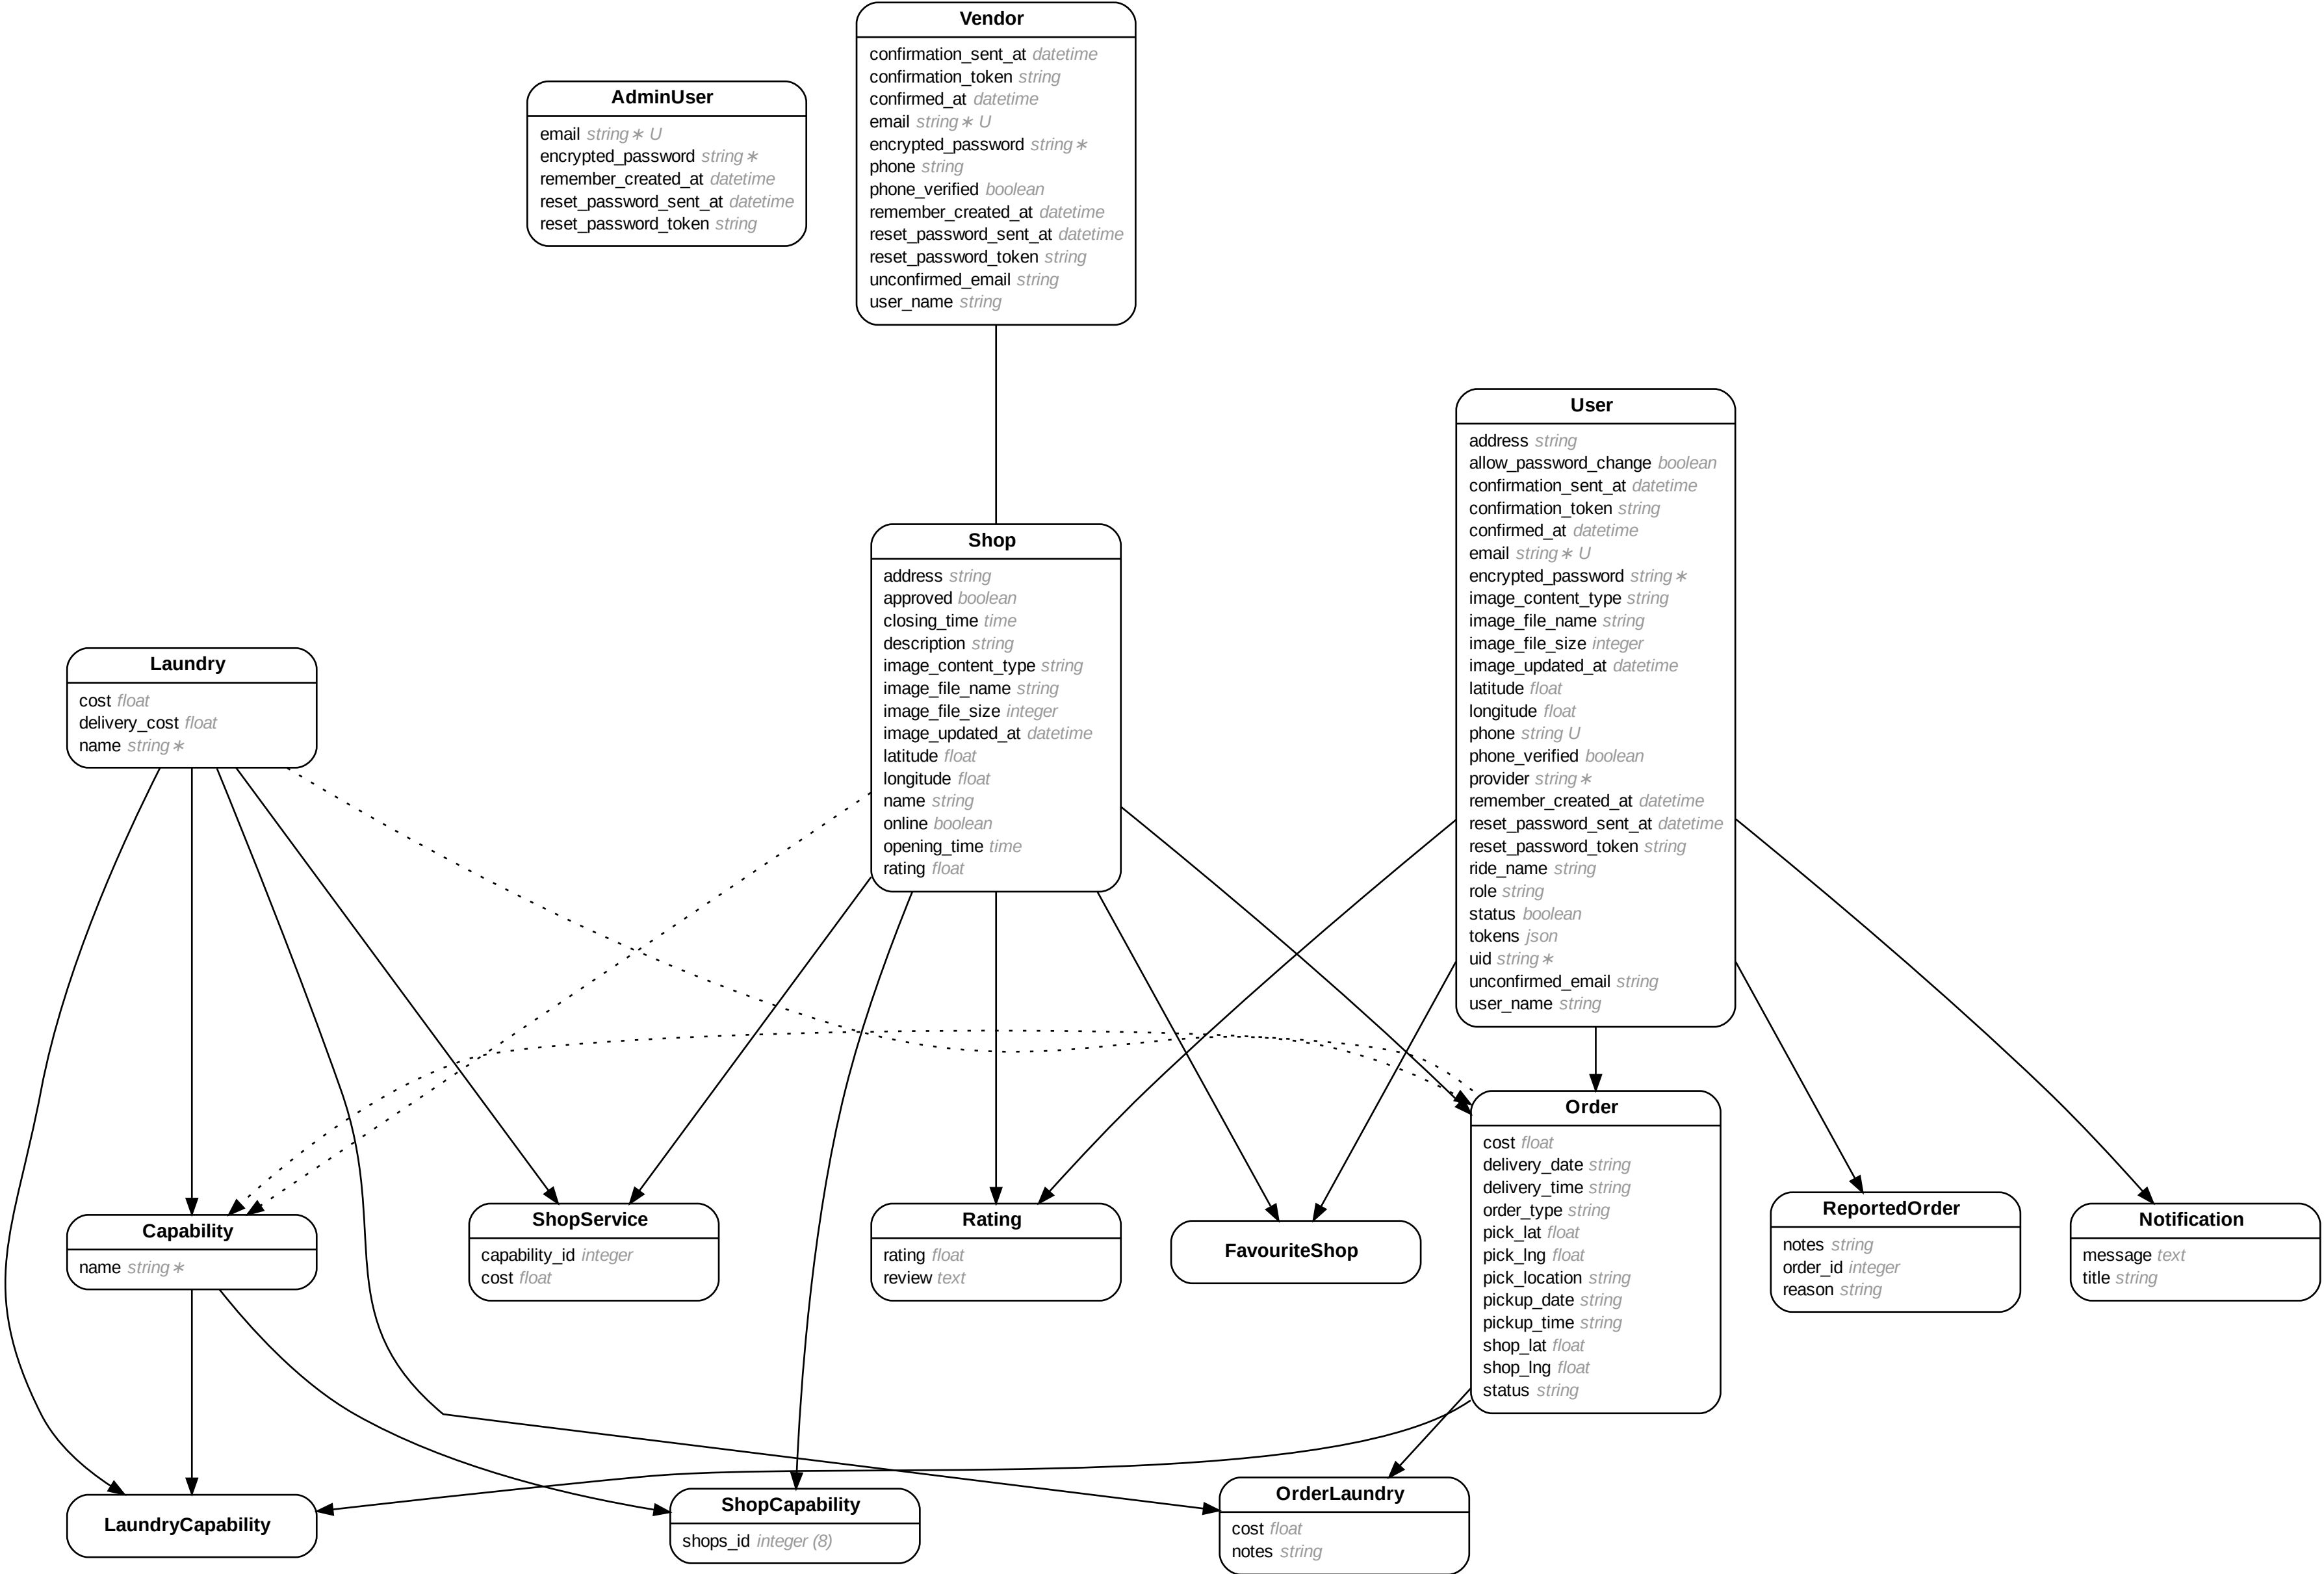 Vendor
confirmation_sent_at datetime
confirmation_token string
confirmed_at datetime
email string∗ U
encrypted_password string∗
phone string
phone_verified boolean
remember_created_at datetime
reset_password_sent_at datetime
reset_password_token string
unconfirmed_email string
user_name string
AdminUser
email string∗ U
encrypted_password string∗
remember_created_at datetime
reset_password_sent_at datetime
reset_password_token string
User
address string
allow_password_change boolean
confirmation_sent_at datetime
confirmation_token string
confirmed_at datetime
email string∗ U
encrypted_password string∗
image_content_type string
image_file_name string
image_file_size integer
image_updated_at datetime
latitude float
longitude float
phone string U
phone_verified boolean
provider string∗
remember_created_at datetime
reset_password_sent_at datetime
reset_password_token string
ride_name string
role string
status boolean
tokens json
uid string∗
unconfirmed_email string
user_name string
Shop
address string
approved boolean
closing_time time
description string
image_content_type string
image_file_name string
image_file_size integer
image_updated_at datetime
latitude float
longitude float
name string
online boolean
opening_time time
rating float
Laundry
cost float
delivery_cost float
name string∗
Order
cost float
delivery_date string
delivery_time string
order_type string
pick_lat float
pick_lng float
pick_location string
pickup_date string
pickup_time string
shop_lat float
shop_lng float
status string
Capability
name string∗
ShopService
capability_id integer
cost float
Rating
rating float
review text
FavouriteShop
ReportedOrder
notes string
order_id integer
reason string
Notification
message text
title string
LaundryCapability
ShopCapability
shops_id integer (8)
OrderLaundry
cost float
notes string